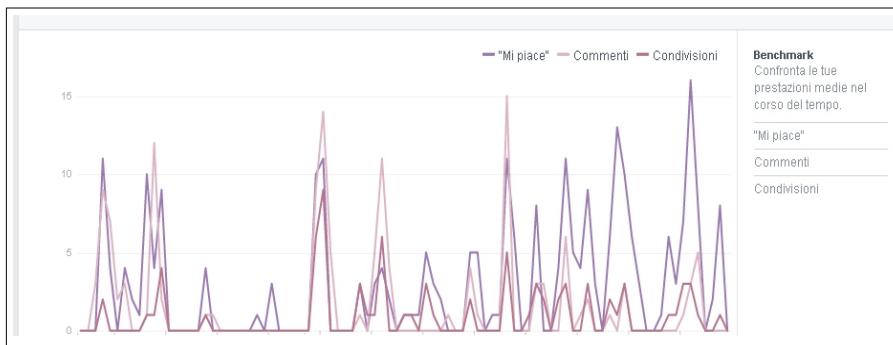 "Mi piace" Commenti Condivisioni
15
10
5
0
Benchmark
Confronta le tue
prestazioni medie nel
corso del tempo.
"Mi piace"
Commenti
Condivisioni